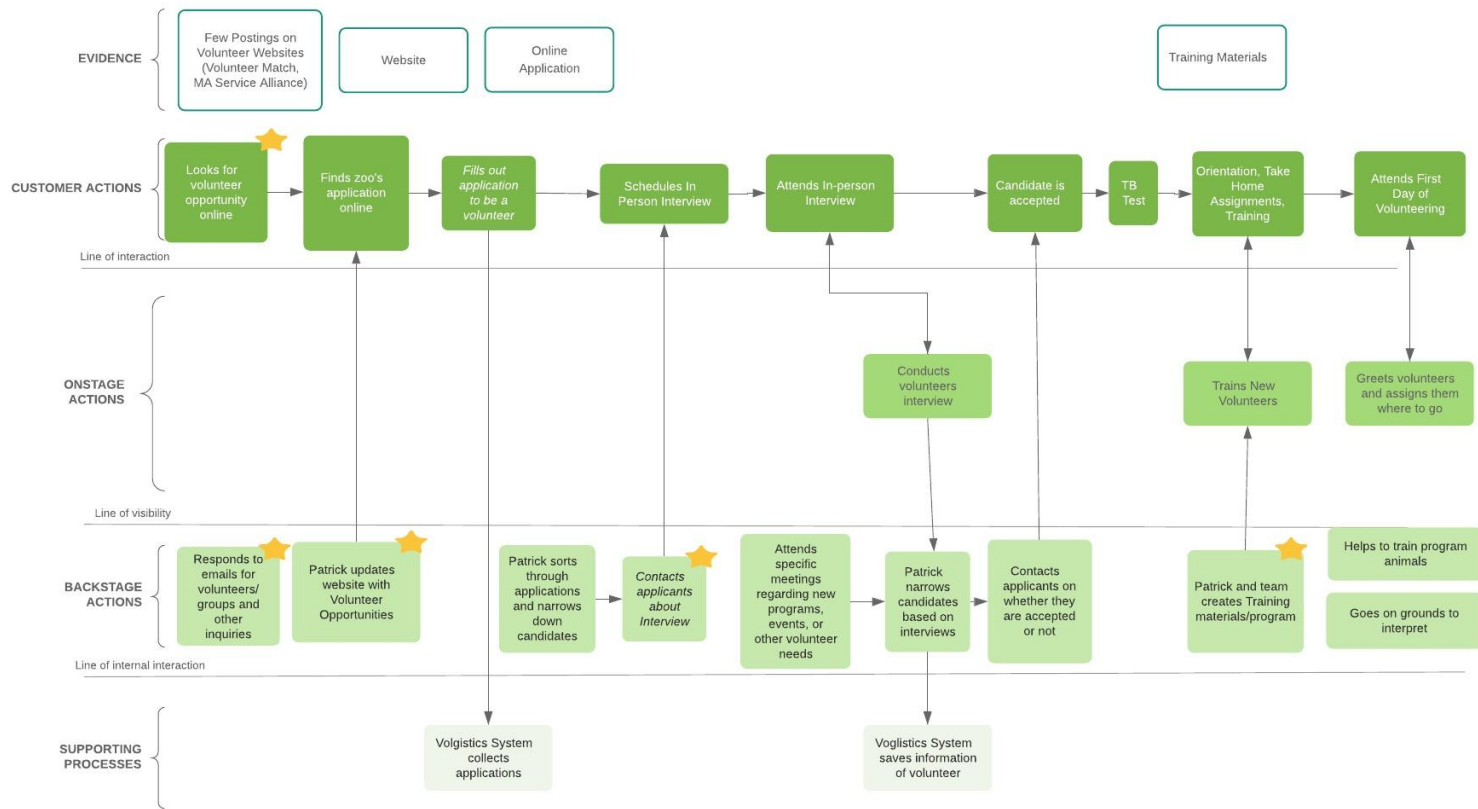 EVIDENCE
Few Postings on
Volunteer Websites
(Volunteer Match,
MA Service Alliance)
Website
Online
Application
Training Materials
CUSTOMER ACTIONS
Looks for
volunteer
opportunity
online
Finds zoo's
application
online
Fills out
application
to be a
volunteer
Schedules In
Person Interview
Attends In-person
Interview
Candidate is
accepted
TB
Test
Orientation, Take
Home
Assignments,
Training
Attends First
Day of
Volunteering
Line of interaction
ONSTAGE
ACTIONS
Conducts
volunteers
interview
Trains New
Volunteers
Greets volunteers
and assigns them
where to go
Line of visibility
BACKSTAGE
ACTIONS
Responds to
emails for
volunteers/
groups and
other
inquiries
Patrick updates
website with
Volunteer
Opportunities
Patrick sorts
through
applications
and narrows
down
candidates
Contacts
applicants
about
Interview
Attends
specific
meetings
regarding new
programs,
events, or
other volunteer
needs
Patrick
narrows
candidates
based on
interviews
Contacts
applicants on
whether they
are accepted
or not
Patrick and team
creates Training
materials/program
Helps to train program
animals
Goes on grounds to
interpret
Line of internal interaction
SUPPORTING
PROCESSES
Volgistics System
collects
applications
Voglistics System
saves information
of volunteer